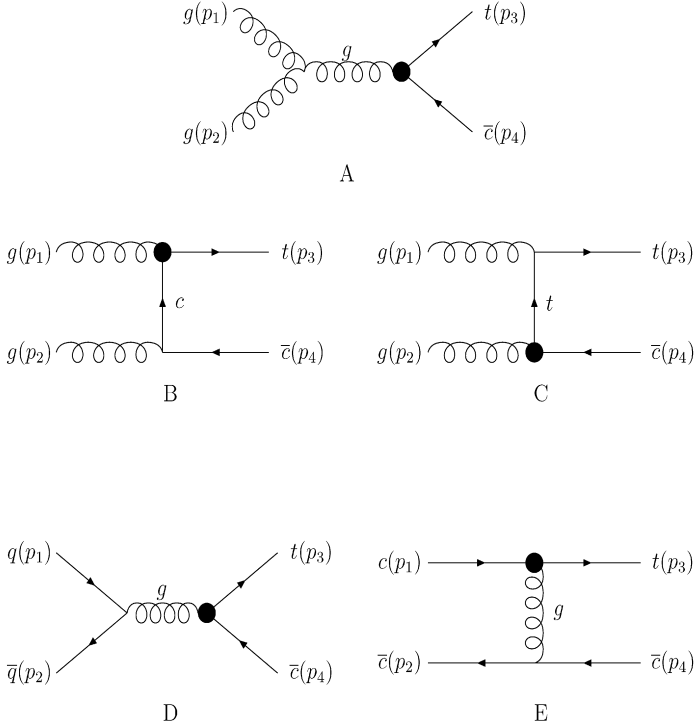 g(p₁) g t(p₃)
g(p₂) c̅(p₄)
A
g(p₁) t(p₃) g(p₁) t(p₃)
c t
g(p₂) c̅(p₄) g(p₂) c̅(p₄)
B C
q(p₁) t(p₃) c(p₁) t(p₃)
g g
q̅(p₂) c̅(p₄) c̅(p₂) c̅(p₄)
D E